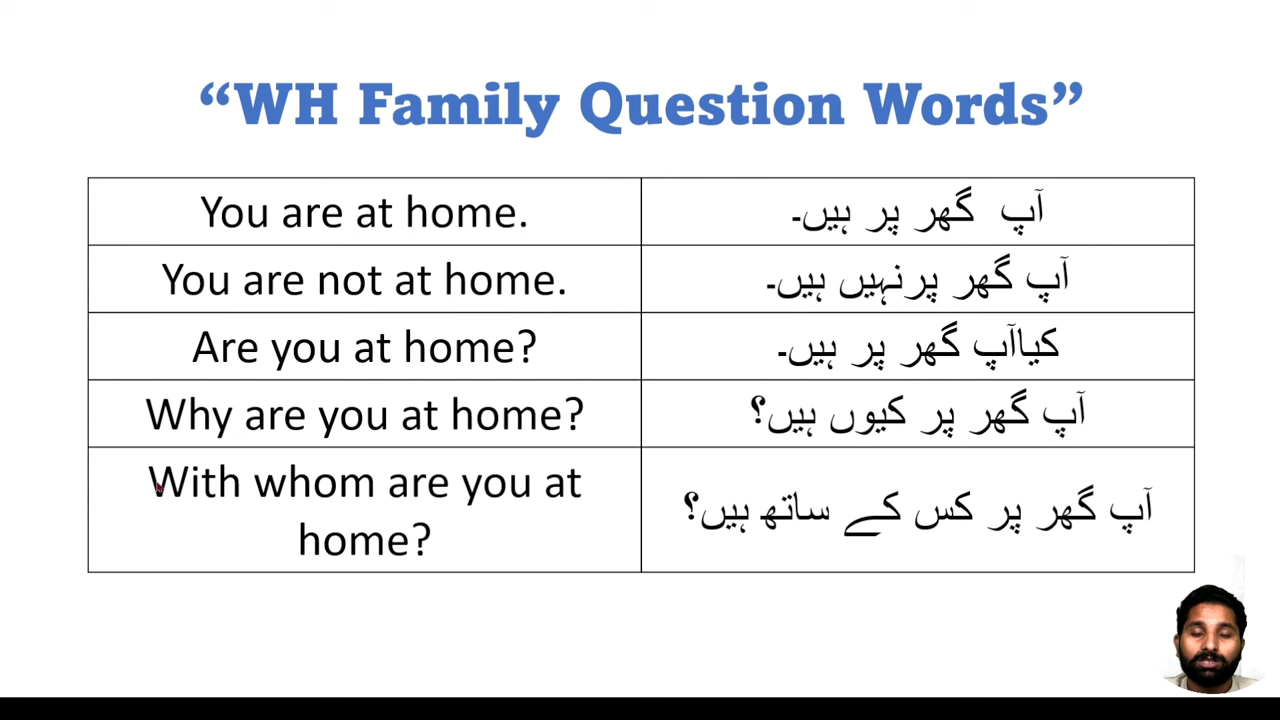 “WH Family Question Words”
You are at home.
آپ گھر پر ہیں۔
You are not at home.
آپ گھر پرنہیں ہیں۔
Are you at home?
کیاآپ گھر پر ہیں۔
Why are you at home?
آپ گھر پر کیوں ہیں؟
With whom are you at
home?
آپ گھر پر کس کے ساتھ ہیں؟